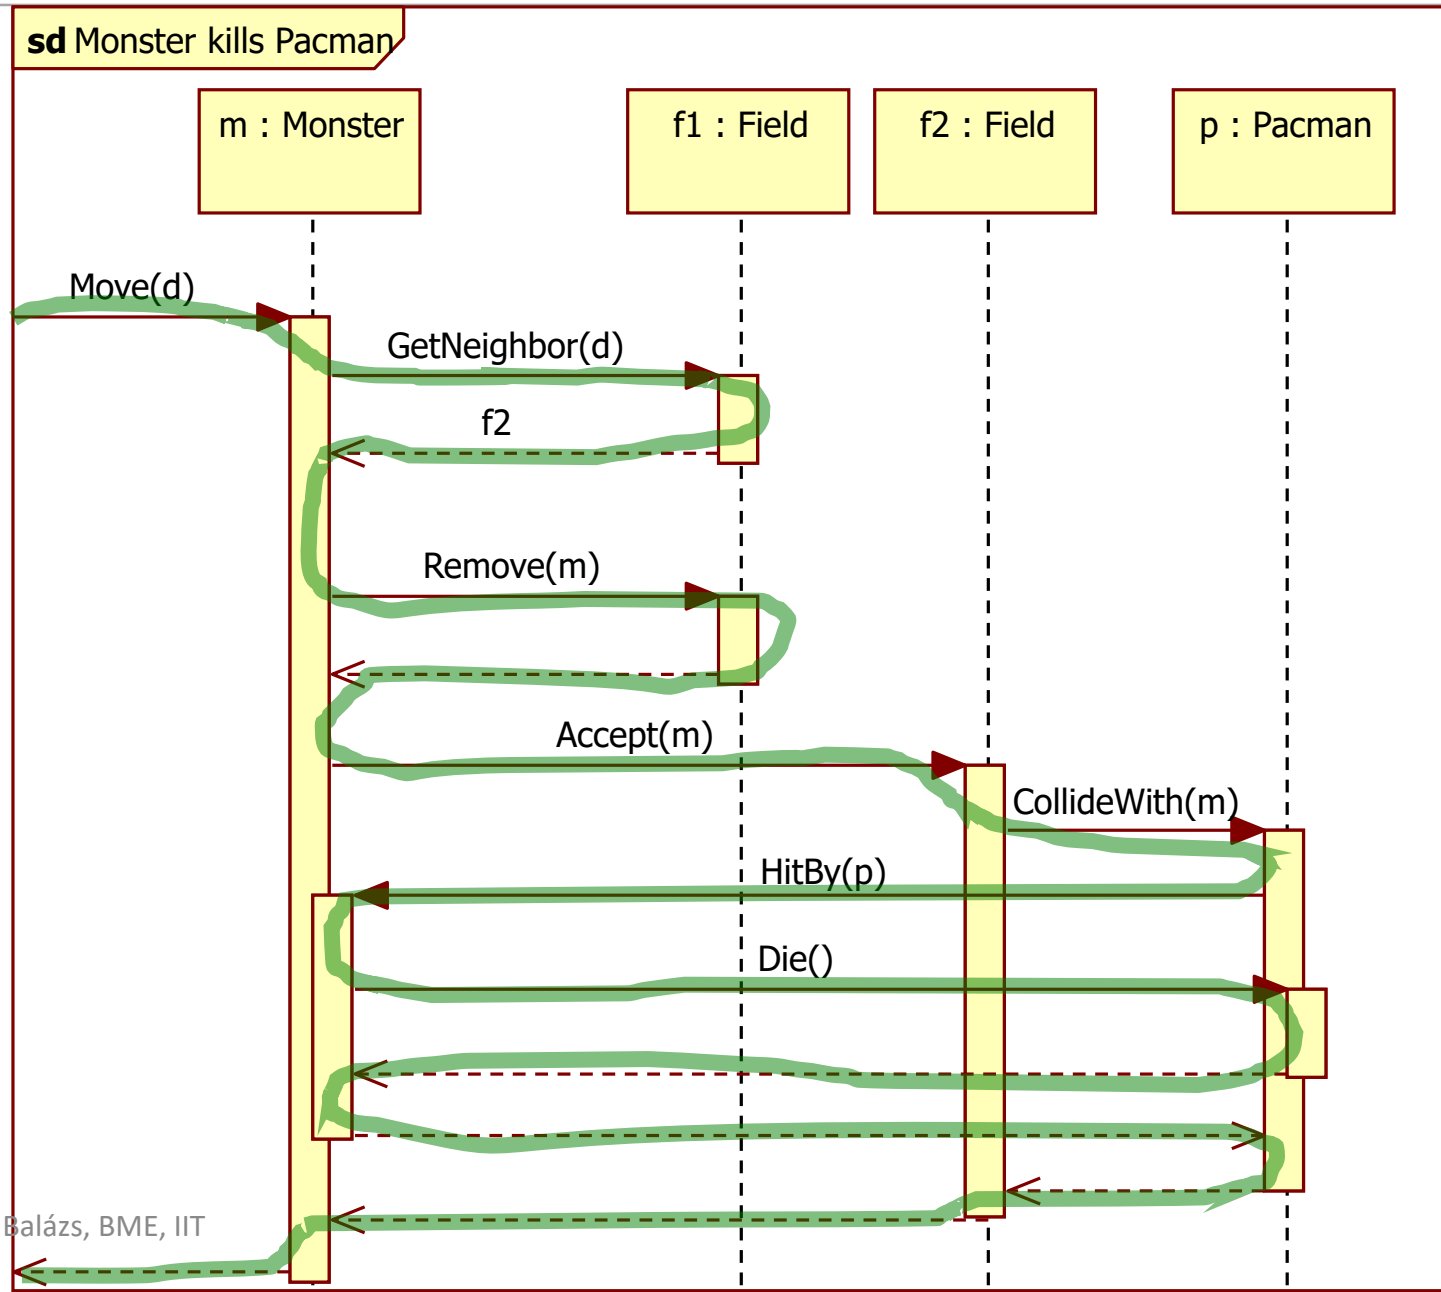 sd Monster kills Pacman
m : Monster
f1 : Field
f2 : Field
p : Pacman
Move(d)
GetNeighbor(d)
f2
Remove(m)
Accept(m)
CollideWith(m)
HitBy(p)
Die()
Balázs, BME, IIT